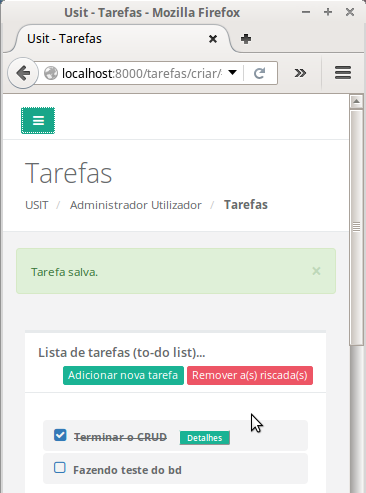 Usit - Tarefas - Mozilla Firefox
Usit - Tarefas
localhost:8000/tarefas/criar/
Tarefas
USIT / Administrador Utilizador / Tarefas
Tarefa salva. ×
Lista de tarefas (to-do list)...
Adicionar nova tarefa Remover a(s) riscada(s)
Terminar o CRUD Detalhes
Fazendo teste do bd